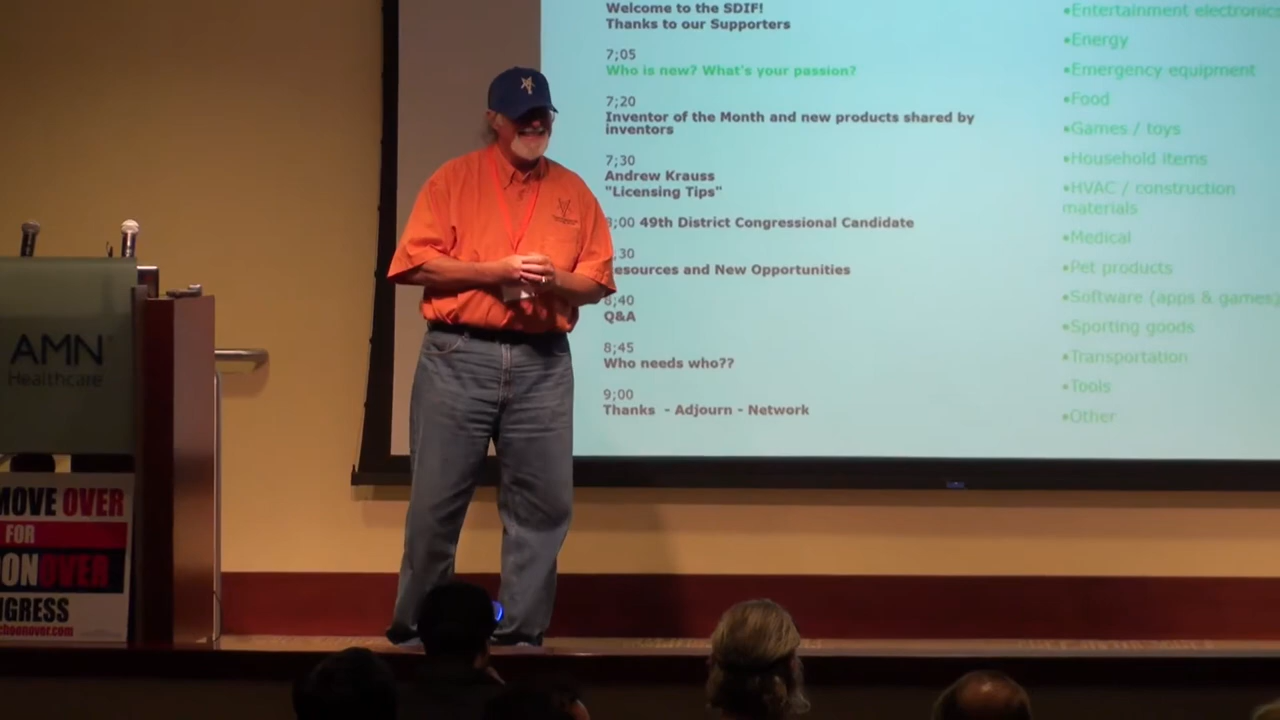 Welcome to the SDIF!
Thanks to our Supporters
7;05
Who is new? What's your passion?
7;20
Inventor of the Month and new products shared by
inventors
7;30
Andrew Krauss
"Licensing Tips"
;00 49th District Congressional Candidate
30
esources and New Opportunities
8;40
Q&A
8;45
Who needs who??
9;00
Thanks - Adjourn - Network
•Entertainment electronics
•Energy
•Emergency equipment
•Food
•Games / toys
•Household items
•HVAC / construction
materials
•Medical
•Pet products
•Software (apps & games)
•Sporting goods
•Transportation
•Tools
•Other
AMN
Healthcare
MOVE OVER
FOR
ONOVER
NGRESS
choenover.com